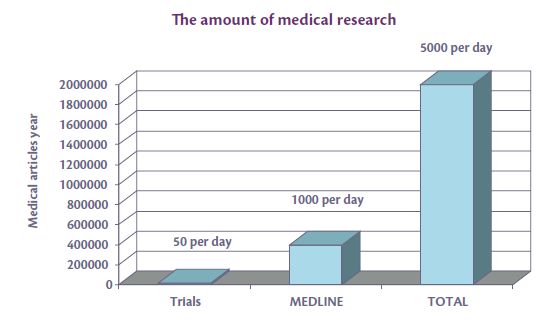 The amount of medical research
5000 per day
2000000
1800000
1600000
1400000
1200000
1000000
800000
600000
400000
200000
0
Medical articles year
1000 per day
50 per day
Trials
MEDLINE
TOTAL